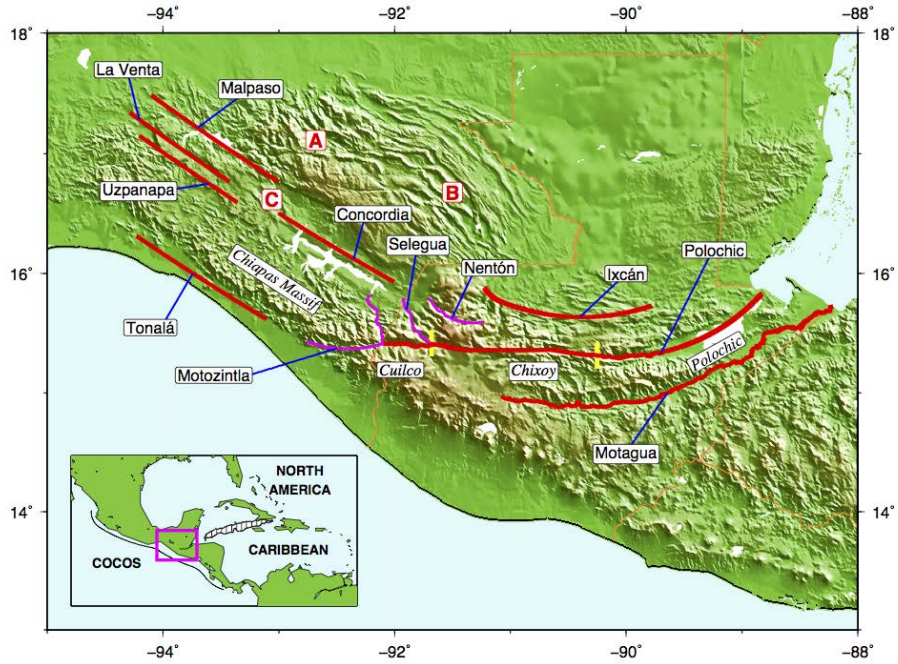 −94˚
−92˚
−90˚
−88˚
18˚
18˚
La Venta
Malpaso
A
B
Uzpanapa
C
Concordia
Selegua
Nentón
Ixcán
Polochic
16˚
16˚
Chiapas Massif
Tonalá
Motozintla
Cuilco
Chixoy
Polochic
Motagua
NORTH
AMERICA
COCOS
CARIBBEAN
14˚
14˚
−94˚
−92˚
−90˚
−88˚